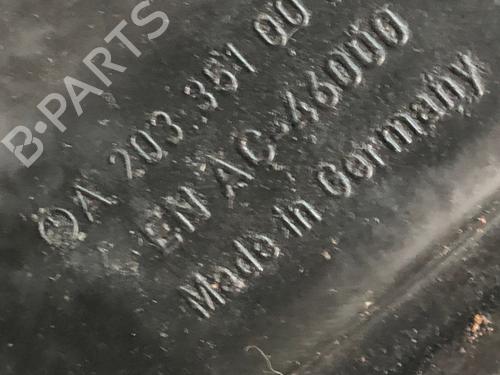 B-PARTS
A 203 351 00
EN AC-46000
Made in Germany